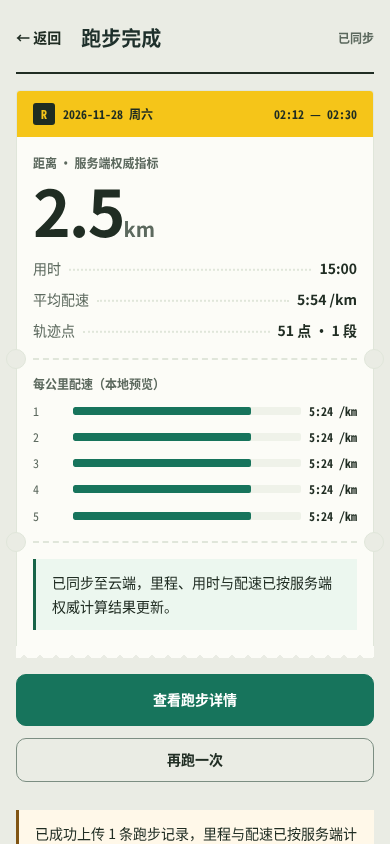 ← 返回 跑步完成 已同步
R 2026-11-28 周六 02:12 — 02:30
距离 · 服务端权威指标
2.5km
用时 15:00
平均配速 5:54 /km
轨迹点 51 点 · 1 段
每公里配速（本地预览）
1 5:24 /km
2 5:24 /km
3 5:24 /km
4 5:24 /km
5 5:24 /km
已同步至云端，里程、用时与配速已按服务端
权威计算结果更新。
查看跑步详情
再跑一次
已成功上传 1 条跑步记录，里程与配速已按服务端计